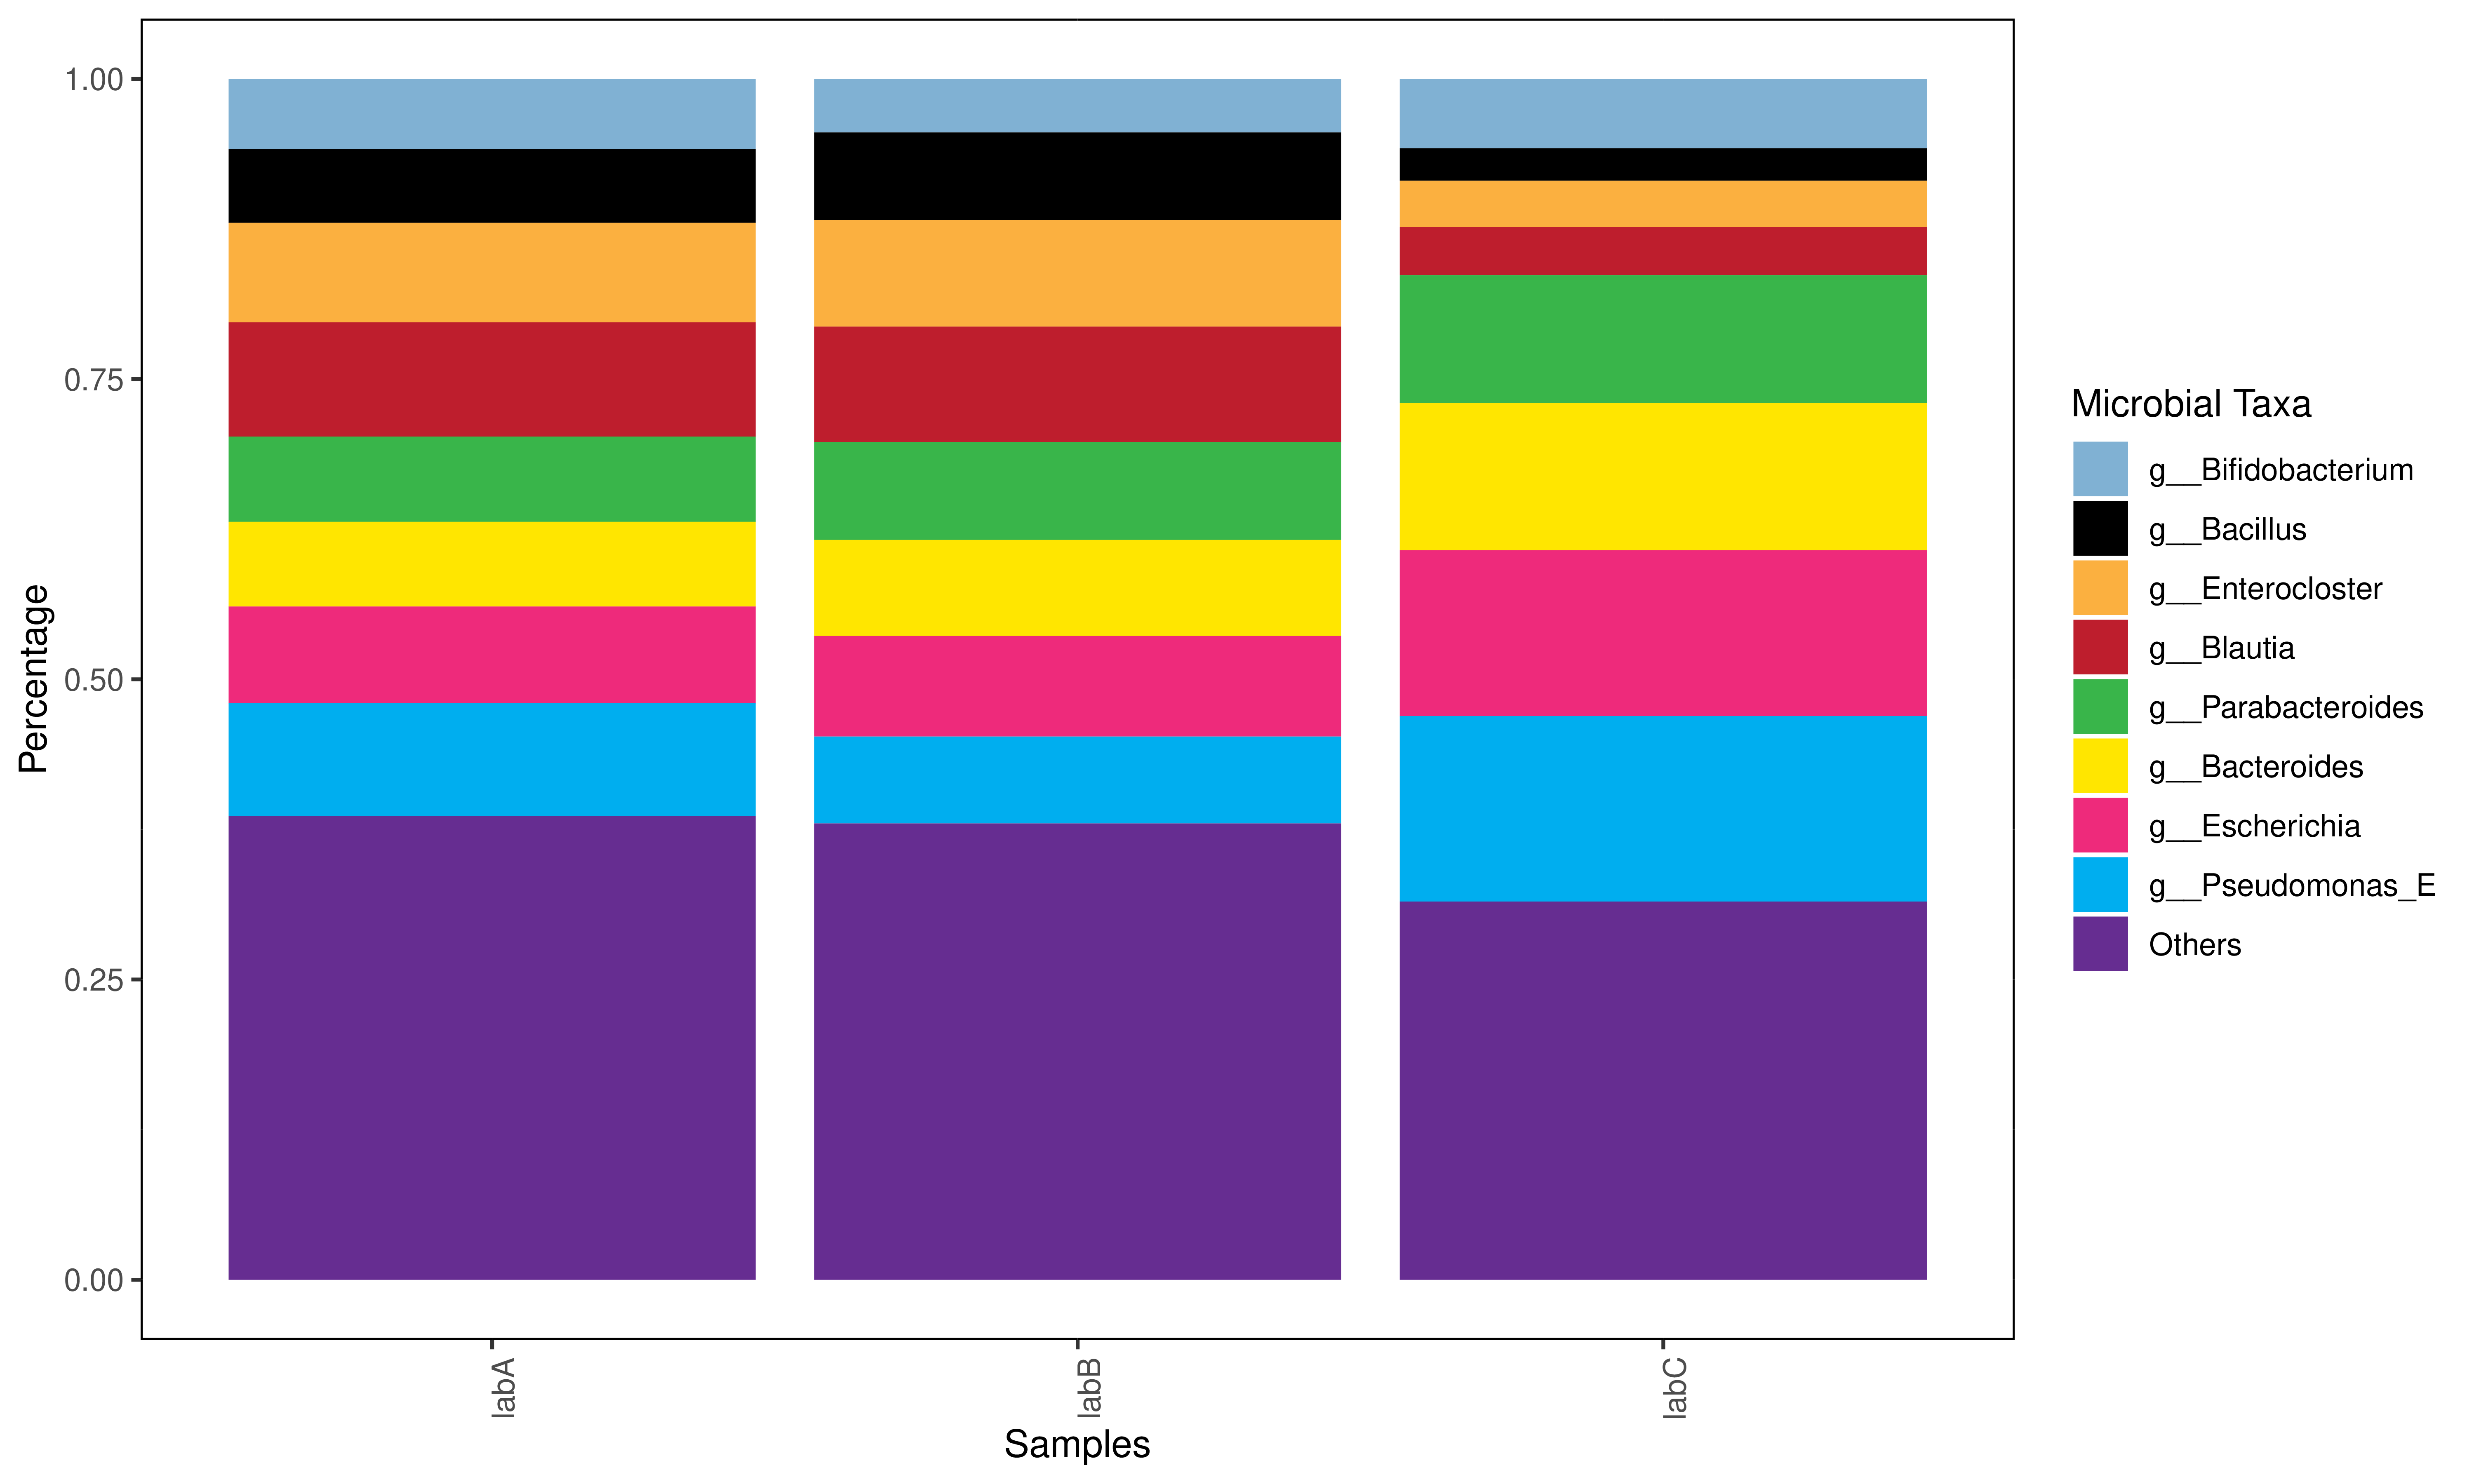 1.00
0.75
0.50
0.25
0.00
Percentage
labA
labB
labC
Samples
Microbial Taxa
g__Bifidobacterium
g__Bacillus
g__Enterocloster
g__Blautia
g__Parabacteroides
g__Bacteroides
g__Escherichia
g__Pseudomonas_E
Others